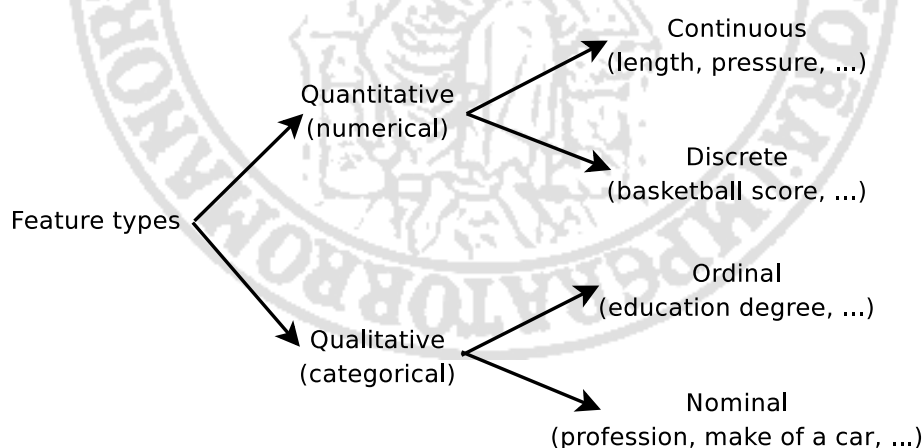 Continuous
(length, pressure, ...)
Quantitative
(numerical)
Discrete
(basketball score, ...)
Feature types
Ordinal
(education degree, ...)
Qualitative
(categorical)
Nominal
(profession, make of a car, ...)